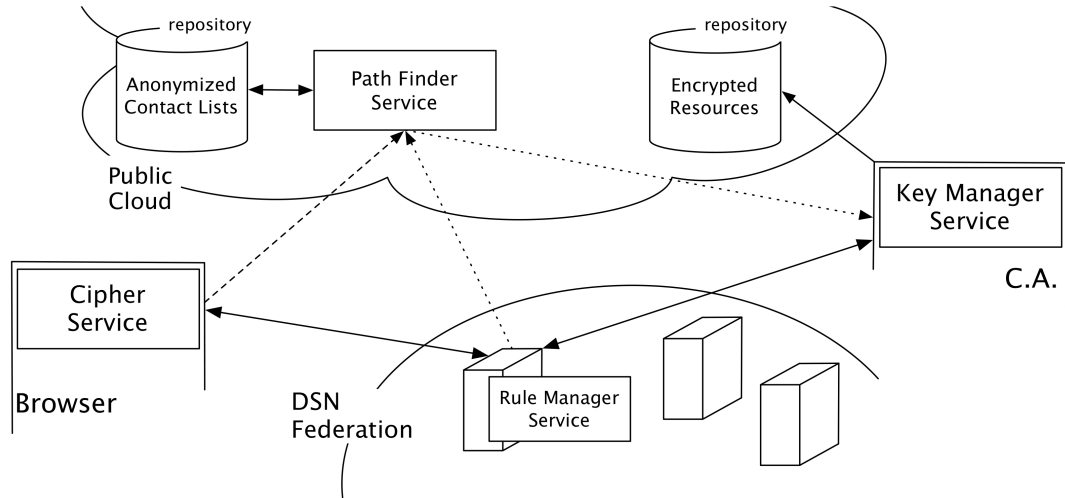 repository
Anonymized
Contact Lists
Path Finder
Service
repository
Encrypted
Resources
Public
Cloud
Key Manager
Service
C.A.
Cipher
Service
Browser
DSN
Federation
Rule Manager
Service